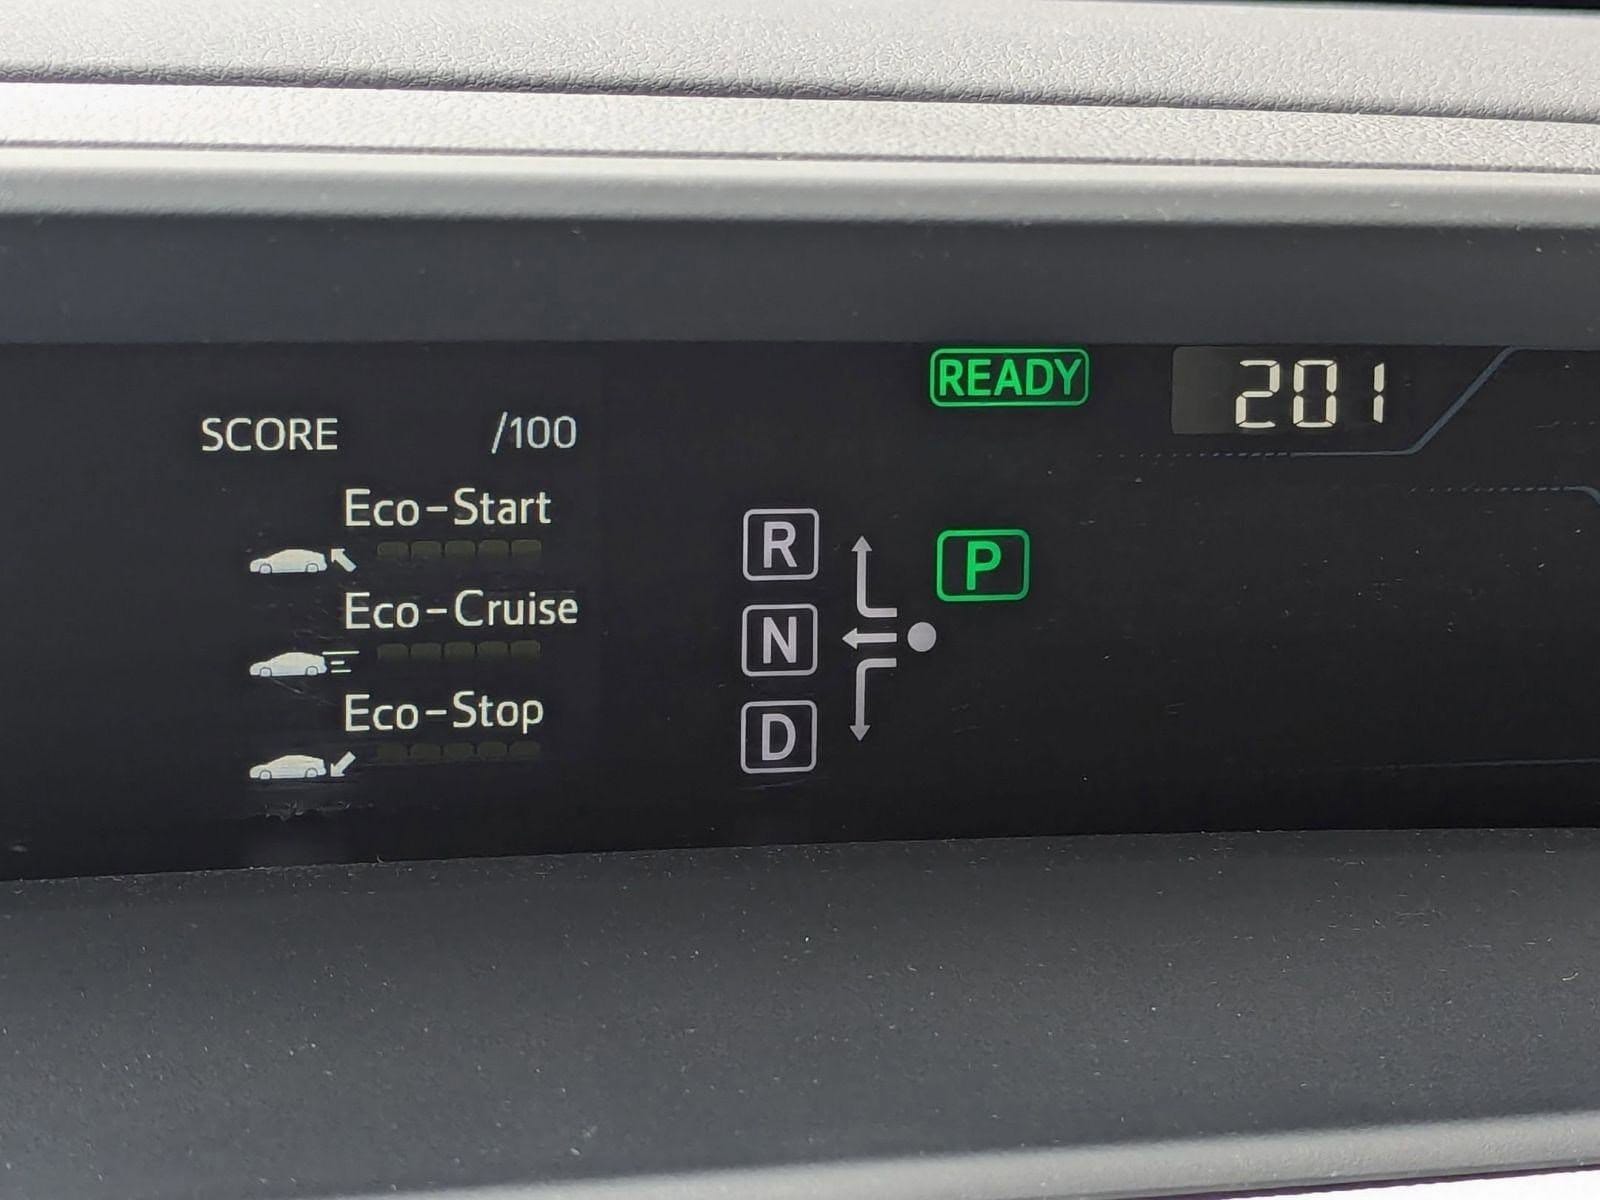 READY
201
SCORE /100
Eco-Start
Eco-Cruise
Eco-Stop
R
P
N
D